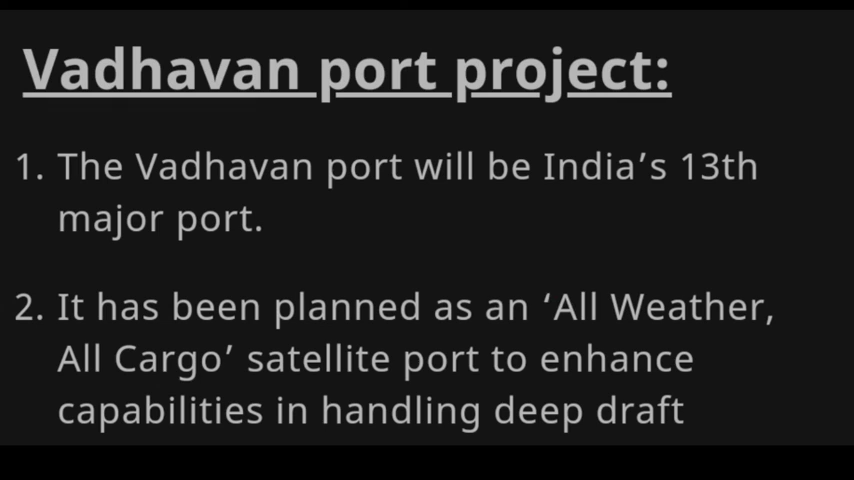 Vadhavan port project:
1. The Vadhavan port will be India’s 13th
major port.
2. It has been planned as an ‘All Weather,
All Cargo’ satellite port to enhance
capabilities in handling deep draft